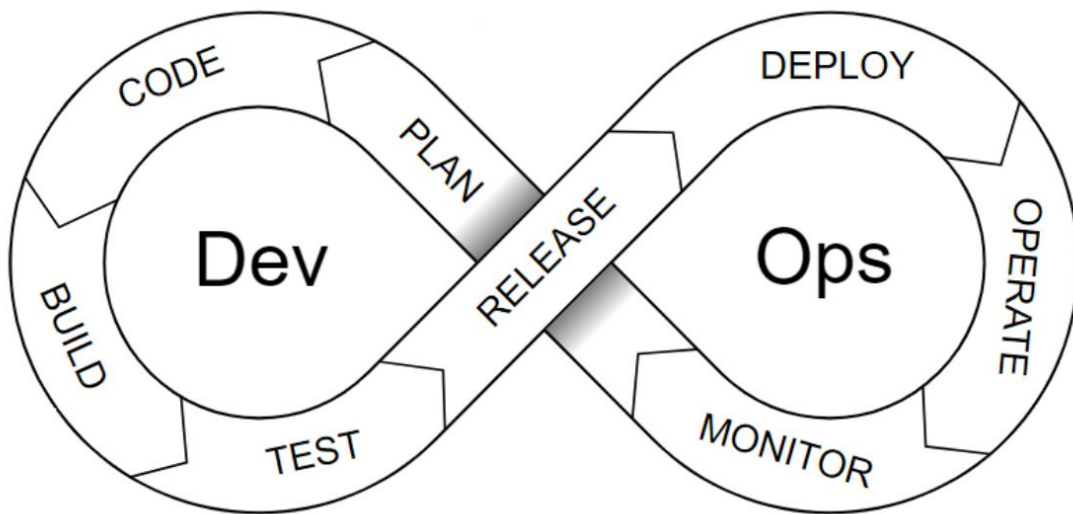 PLAN
CODE
BUILD
TEST
RELEASE
DEPLOY
OPERATE
MONITOR
Dev
Ops